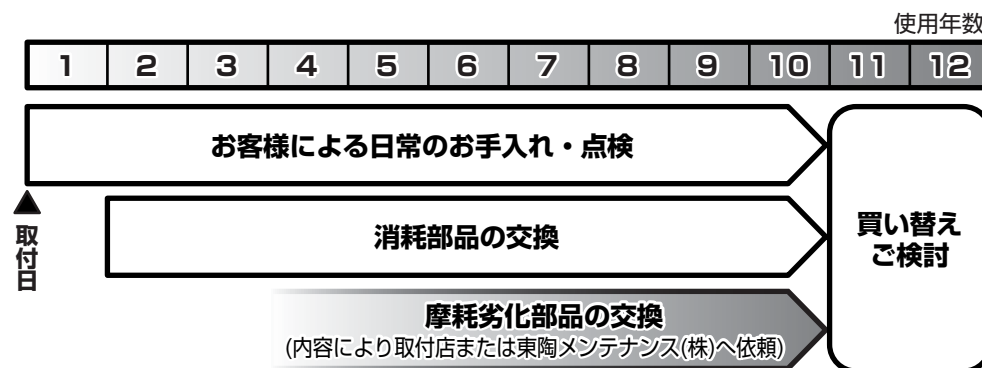 使用年数
1 2 3 4 5 6 7 8 9 10 11 12
お客様による日常のお手入れ・点検
取付日
消耗部品の交換
買い替え
ご検討
摩耗劣化部品の交換
(内容により取付店または東陶メンテナンス(株)へ依頼)